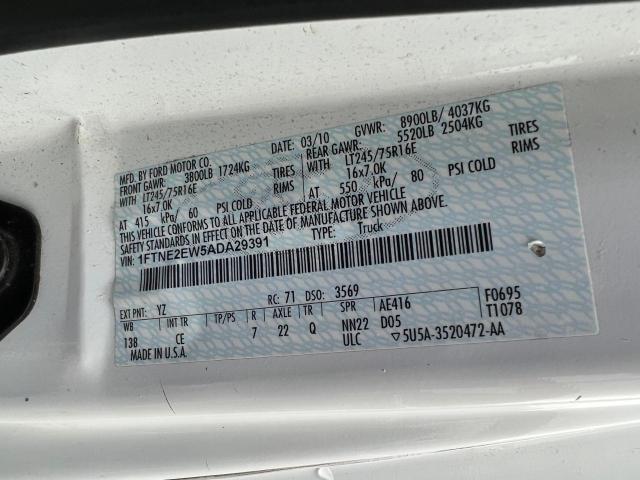 MFD. BY FORD MOTOR CO. DATE: 03/10 GVWR: 8900LB/ 4037KG
FRONT GAWR: 3800LB 1724KG REAR GAWR: 5520LB 2504KG
WITH LT245/75R16E TIRES WITH LT245/75R16E TIRES
16x7.0K RIMS 16x7.0K RIMS
AT 415 kPa/ 60 PSI COLD AT 550 kPa/ 80 PSI COLD
THIS VEHICLE CONFORMS TO ALL APPLICABLE FEDERAL MOTOR VEHICLE
SAFETY STANDARDS IN EFFECT ON THE DATE OF MANUFACTURE SHOWN ABOVE.
1FTNE2EW5ADA29391 TYPE: Truck
EXT PNT: YZ RC: 71 DSO: 3569 F0695
WB INT TR TP/PS R AXLE TR SPR AE416 T1078
138 CE 7 22 Q NN22 D05
MADE IN U.S.A. ULC ▽5U5A-3520472-AA